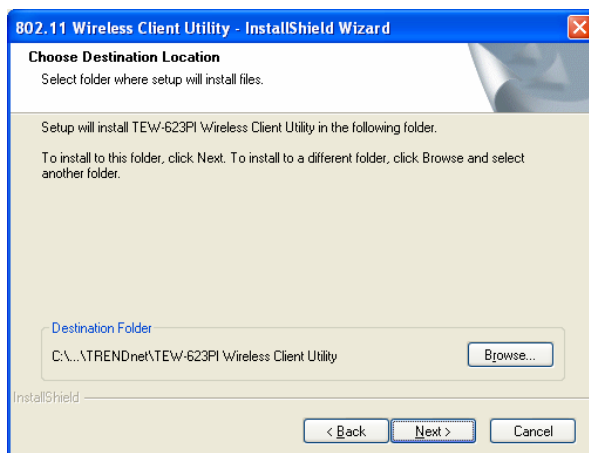 802.11 Wireless Client Utility - InstallShield Wizard
Choose Destination Location
Select folder where setup will install files.
Setup will install TEW-623PI Wireless Client Utility in the following folder.
To install to this folder, click Next. To install to a different folder, click Browse and select
another folder.
Destination Folder
C:\...\TRENDnet\TEW-623PI Wireless Client Utility
Browse...
InstallShield
< Back
Next >
Cancel